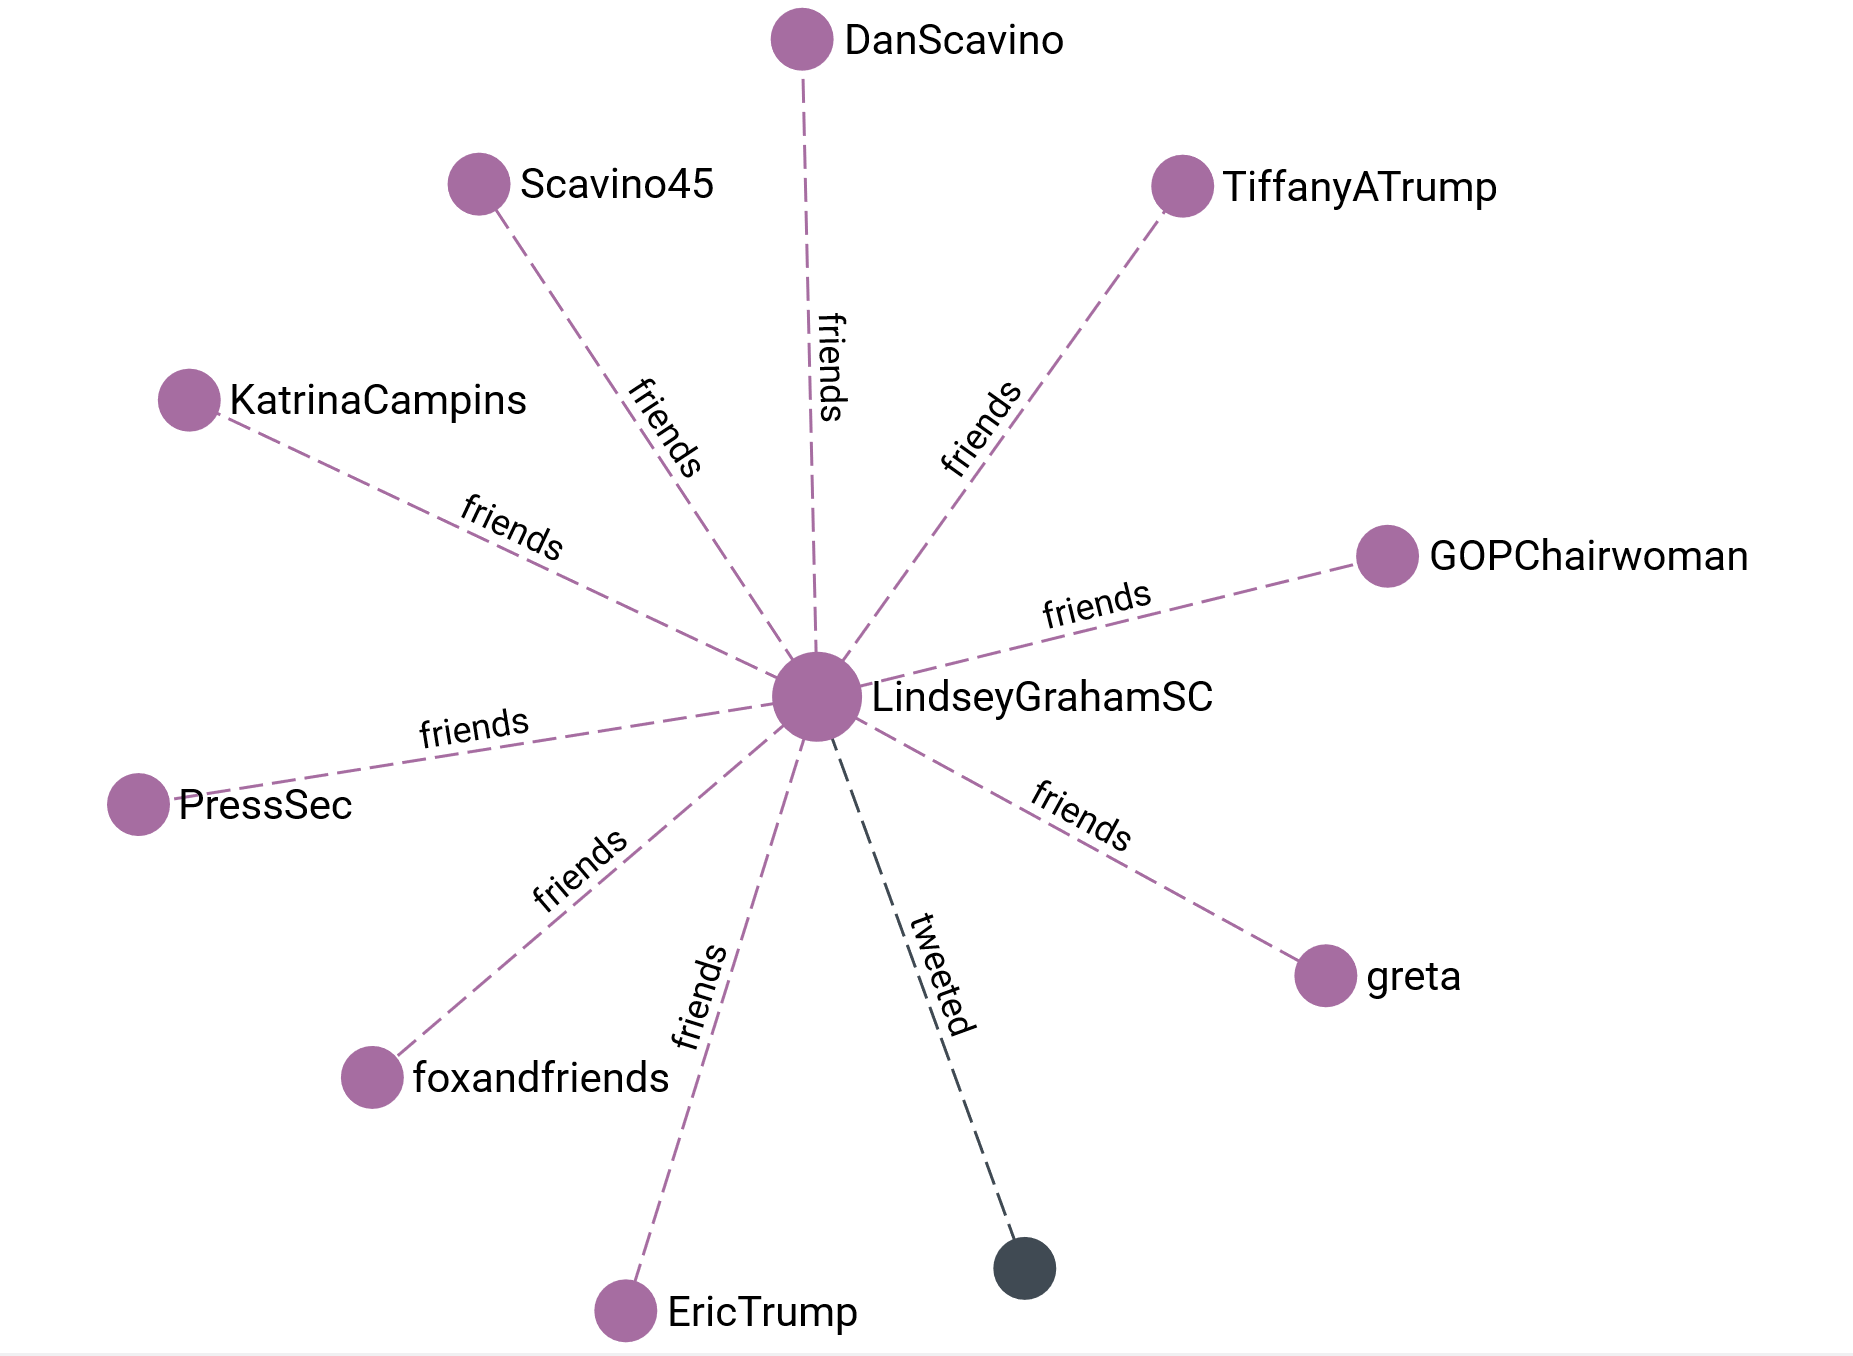 DanScavino
Scavino45
TiffanyATrump
friends
friends
friends
KatrinaCampins
friends
GOPChairwoman
friends
LindseyGrahamSC
friends
PressSec
friends
friends
tweeted
friends
greta
foxandfriends
EricTrump